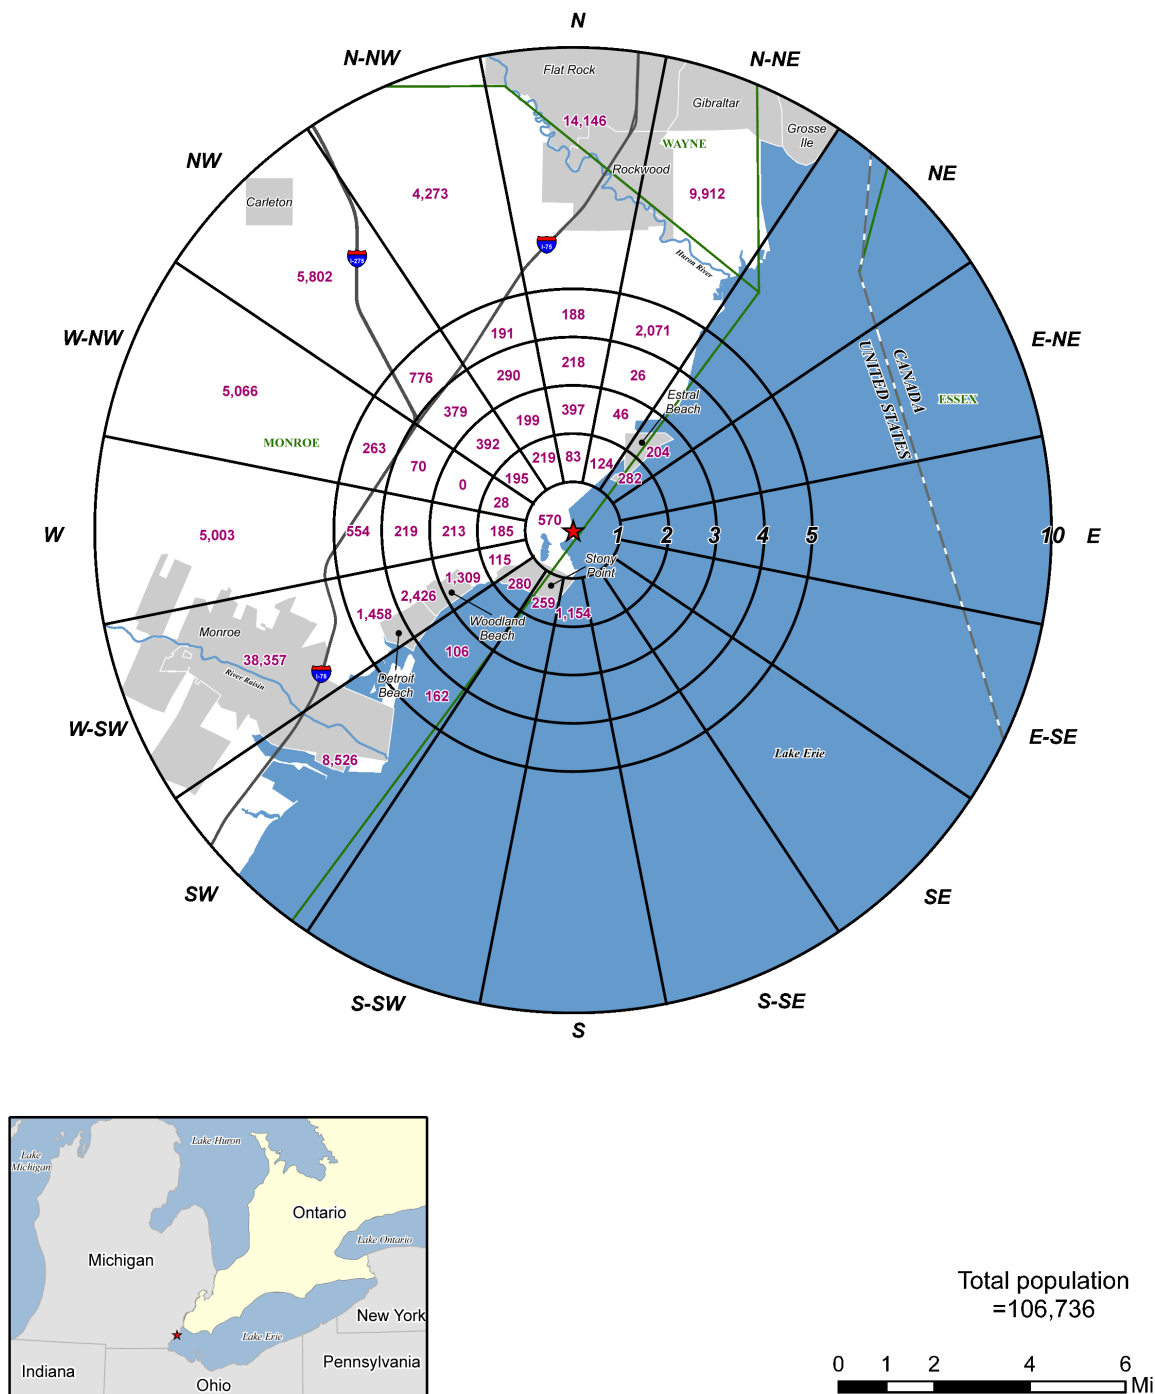 N
N-NW
N-NE
Flat Rock
Gibraltar
14,146
Grosse
Ile
WAYNE
NW
NE
Rockwood
4,273
9,912
Carleton
I-75
I-275
Huron River
5,802
188
191
2,071
W-NW
E-NE
CANADA
UNITED STATES
218
776
290
26
5,066
ESSEX
Estral
Beach
379
199
397
46
MONROE
263
392
204
70
219
83
124
195
282
0
28
570
W
5,003
554
219
213
185
1
2
3
4
5
10
E
115
Stony
Point
1,309
280
2,426
259
1,154
1,458
Woodland
Beach
Monroe
106
38,357
River Raisin
I-75
Detroit
Beach
162
W-SW
E-SE
8,526
Lake Erie
SW
SE
S-SW
S-SE
S
Lake Huron
Lake
Michigan
Ontario
Lake Ontario
Michigan
New York
Lake Erie
Pennsylvania
Indiana
Ohio
Total population
=106,736
0
1
2
4
6
Mi